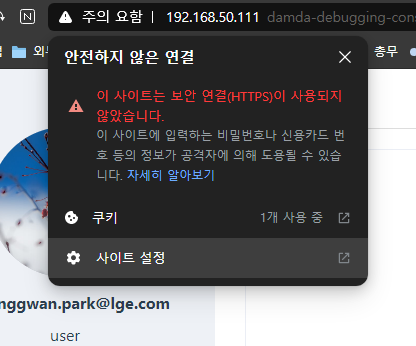 N 주의 요함 | 192.168.50.111 damda-debugging-cons
안전하지 않은 연결
총무
이 사이트는 보안 연결(HTTPS)이 사용되지
않았습니다.
이 사이트에 입력하는 비밀번호나 신용카드 번
호 등의 정보가 공격자에 의해 도용될 수 있습
니다. 자세히 알아보기
쿠키 1개 사용 중
사이트 설정
nggwan.park@lge.com
user